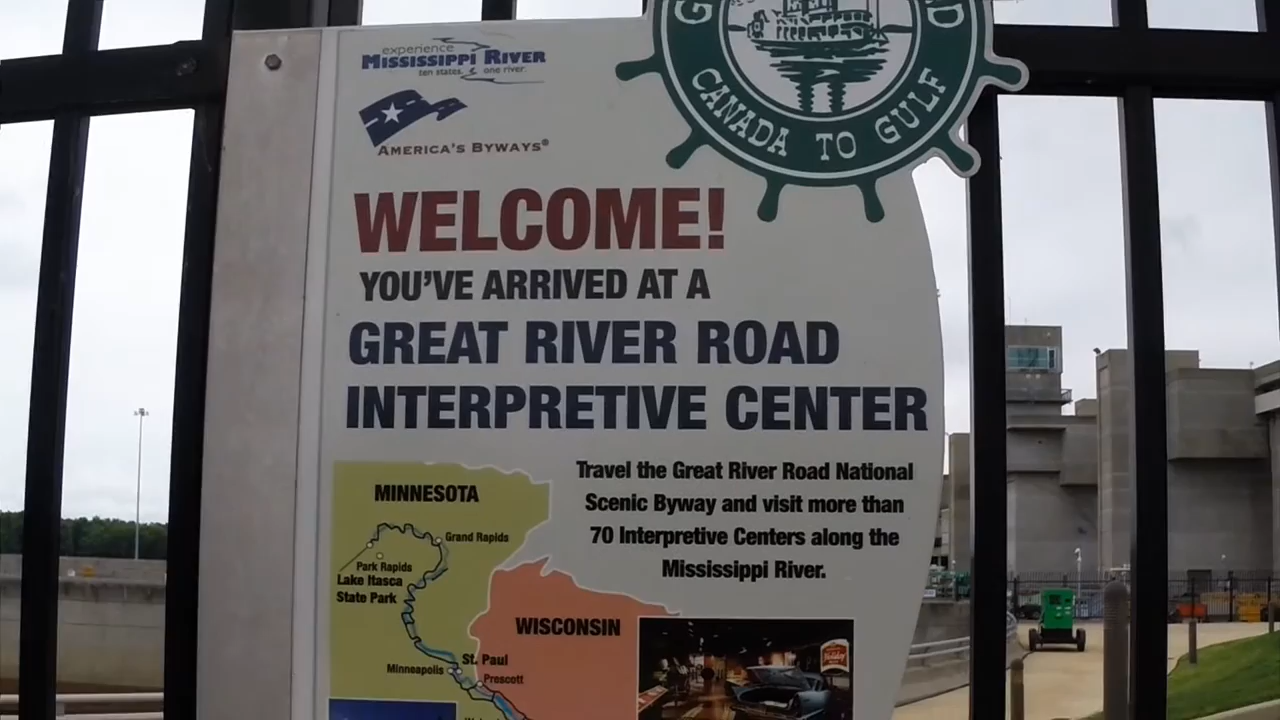 experience
MISSISSIPPI RIVER
ten states. one river.
AMERICA'S BYWAYS®
CANADA TO GULF
WELCOME!
YOU'VE ARRIVED AT A
GREAT RIVER ROAD
INTERPRETIVE CENTER
Travel the Great River Road National
Scenic Byway and visit more than
70 Interpretive Centers along the
Mississippi River.
MINNESOTA
Grand Rapids
Park Rapids
Lake Itasca
State Park
WISCONSIN
St. Paul
Minneapolis
Prescott